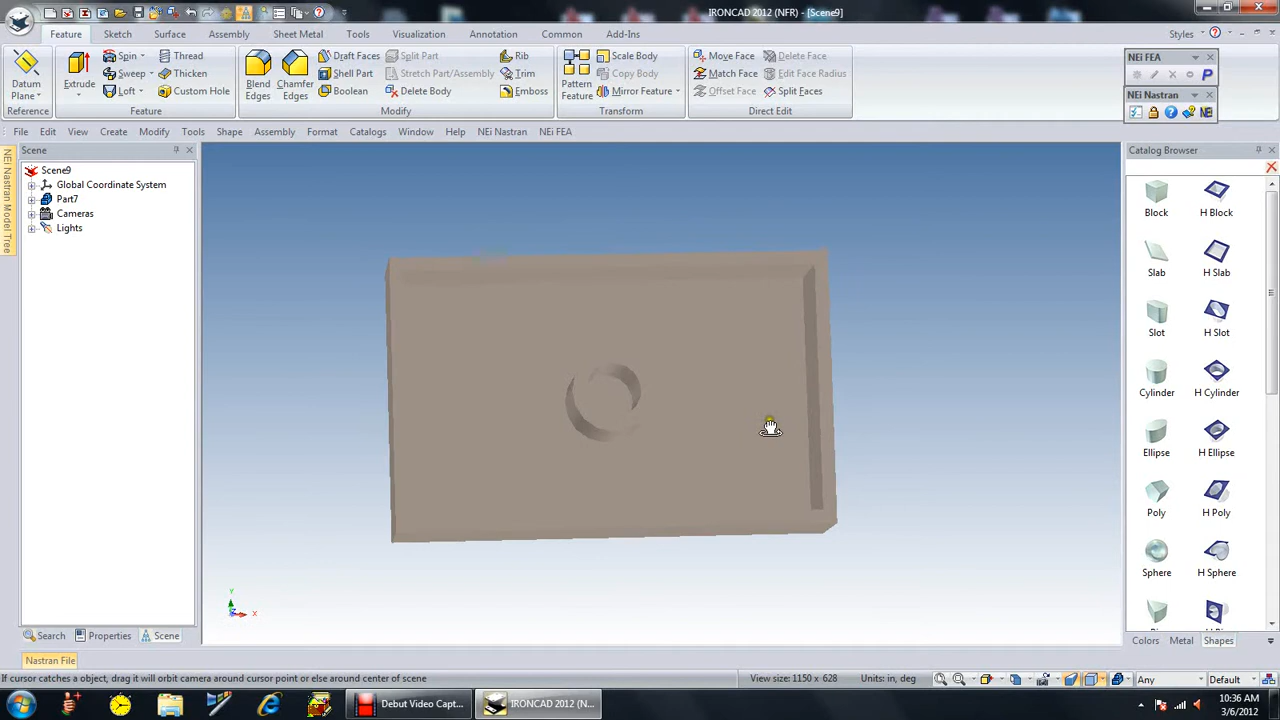 IRONCAD 2012 (NFR) - [Scene9]
Feature Sketch Surface Assembly Sheet Metal Tools Visualization Annotation Common Add-Ins Styles
Datum Plane
Reference
Extrude
Spin
Sweep
Loft
Thread
Thicken
Custom Hole
Feature
Blend Edges
Chamfer Edges
Draft Faces
Shell Part
Boolean
Split Part
Stretch Part/Assembly
Delete Body
Rib
Trim
Emboss
Modify
Pattern Feature
Scale Body
Copy Body
Mirror Feature
Transform
Move Face
Match Face
Offset Face
Delete Face
Edit Face Radius
Split Faces
Direct Edit
NEi FEA
NEi Nastran
File Edit View Create Modify Tools Shape Assembly Format Catalogs Window Help NEi Nastran NEi FEA
NEi Nastran Model Tree
Scene
Scene9
Global Coordinate System
Part7
Cameras
Lights
Catalog Browser
Block H Block
Slab H Slab
Slot H Slot
Cylinder H Cylinder
Ellipse H Ellipse
Poly H Poly
Sphere H Sphere
Y
X
Search Properties Scene
Colors Metal Shapes
Nastran File
If cursor catches a object, drag it will orbit camera around cursor point or else around center of scene
View size: 1150 x 628 Units: in, deg
Any
Default
Debut Video Capt...
IRONCAD 2012 (N...
10:36 AM
3/6/2012